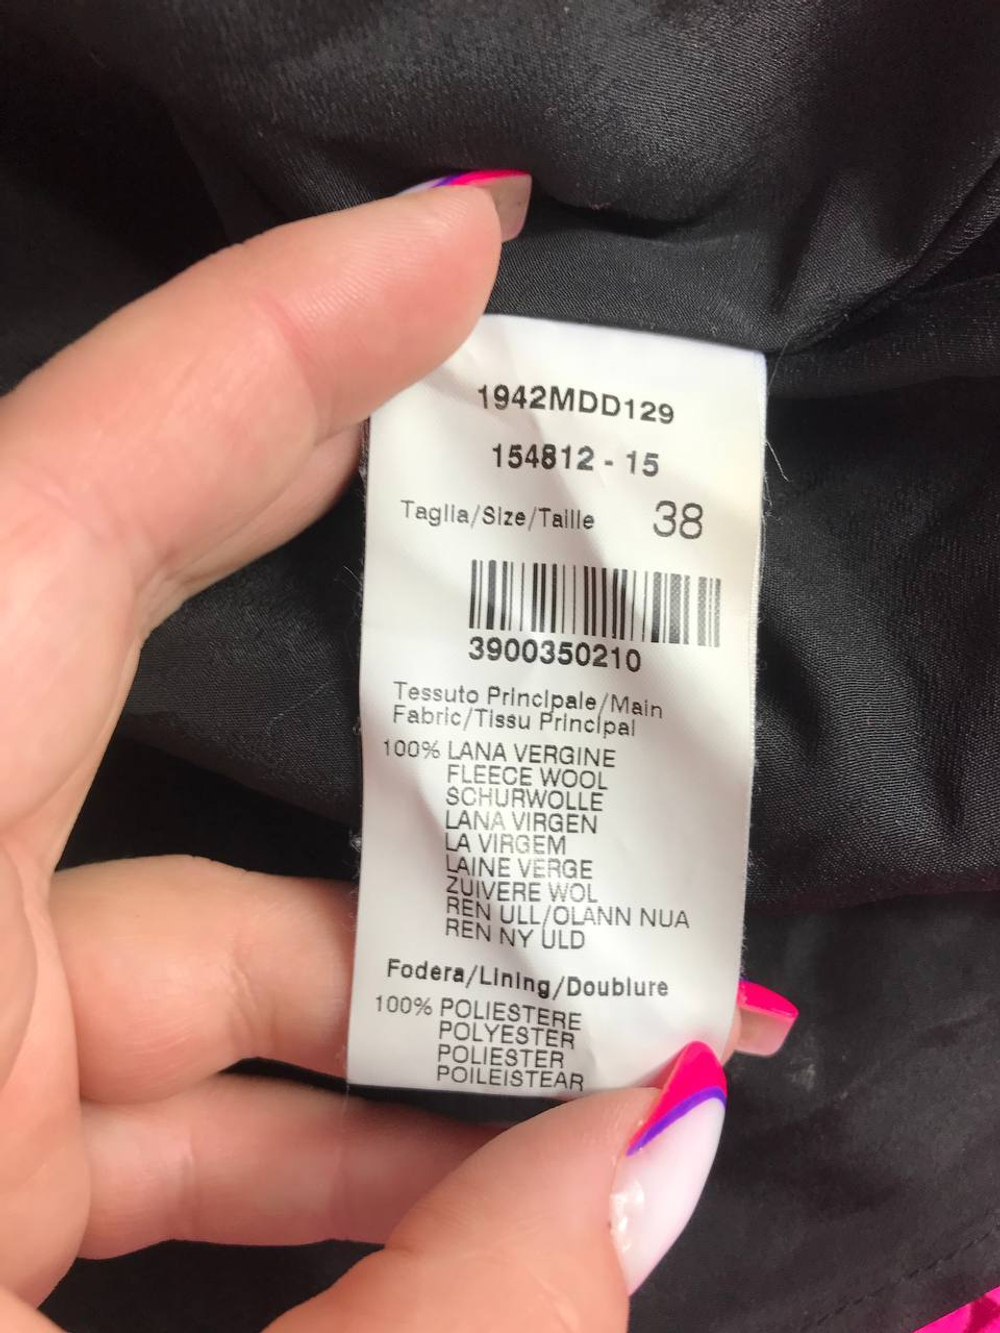 1942MDD129
154812 - 15
Taglia/Size/Taille 38
3900350210
Tessuto Principale/Main
Fabric/Tissu Principal
100% LANA VERGINE
FLEECE WOOL
SCHURWOLLE
LANA VIRGEN
LA VIRGEM
LAINE VERGE
ZUIVERE WOL
REN ULL/OLANN NUA
REN NY ULD
Fodera/Lining/Doublure
100% POLIESTERE
POLYESTER
POLIESTER
POILEISTEAR